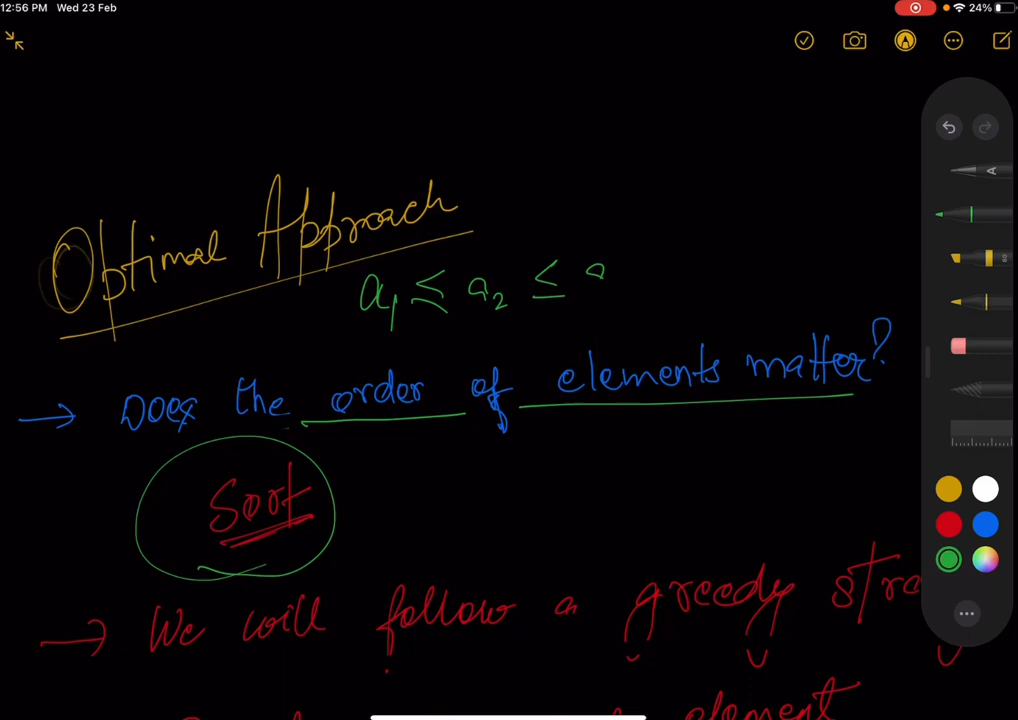 12:56 PM Wed 23 Feb 24%
Optimal Approach
a1 ≤ a2 ≤ a
→ Does the order of elements matter?
Sort
→ We will follow a greedy stra
element